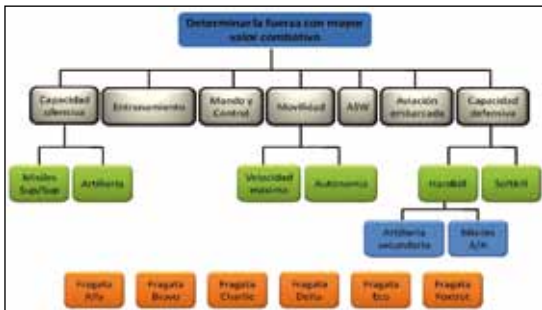 Determinar la fuerza con mayor
valor combativo
Capacidad
ofensiva
Entrenamiento
Mando y
Control
Movilidad
ASW
Aviación
embarcada
Capacidad
defensiva
Misiles
Sup/Sup
Artillería
Velocidad
máxima
Autonomía
Hardkill
Softkill
Artillería
secundaria
Misiles
Fragata
Alfa
Fragata
Bravo
Fragata
Charlie
Fragata
Delta
Fragata
Eco
Fragata
Foxtrot